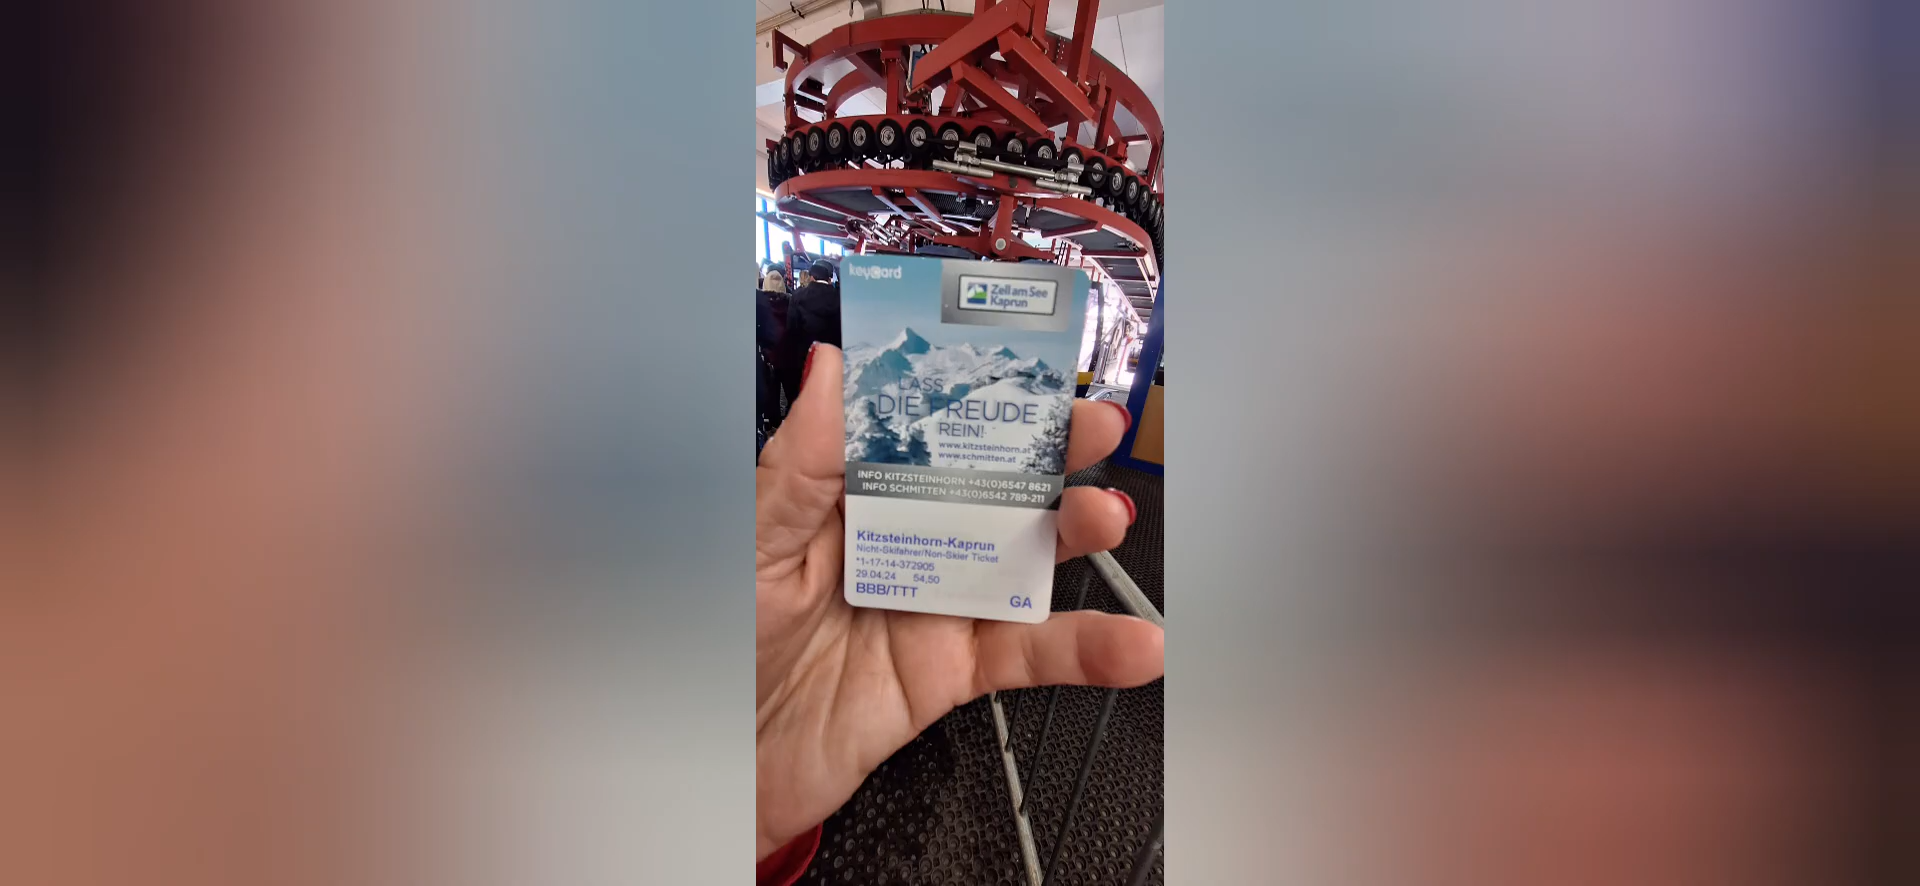 keycard
Zell am See
Kaprun
LASS
DIE FREUDE
REIN!
www.kitzsteinhorn.at
www.schmitten.at
INFO KITZSTEINHORN +43(0)6547 8621
INFO SCHMITTEN +43(0)6542 789-211
Kitzsteinhorn-Kaprun
Nicht-Skifahrer/Non-Skier Ticket
*1-17-14-372905
29.04.24 54,50
BBB/TTT
GA